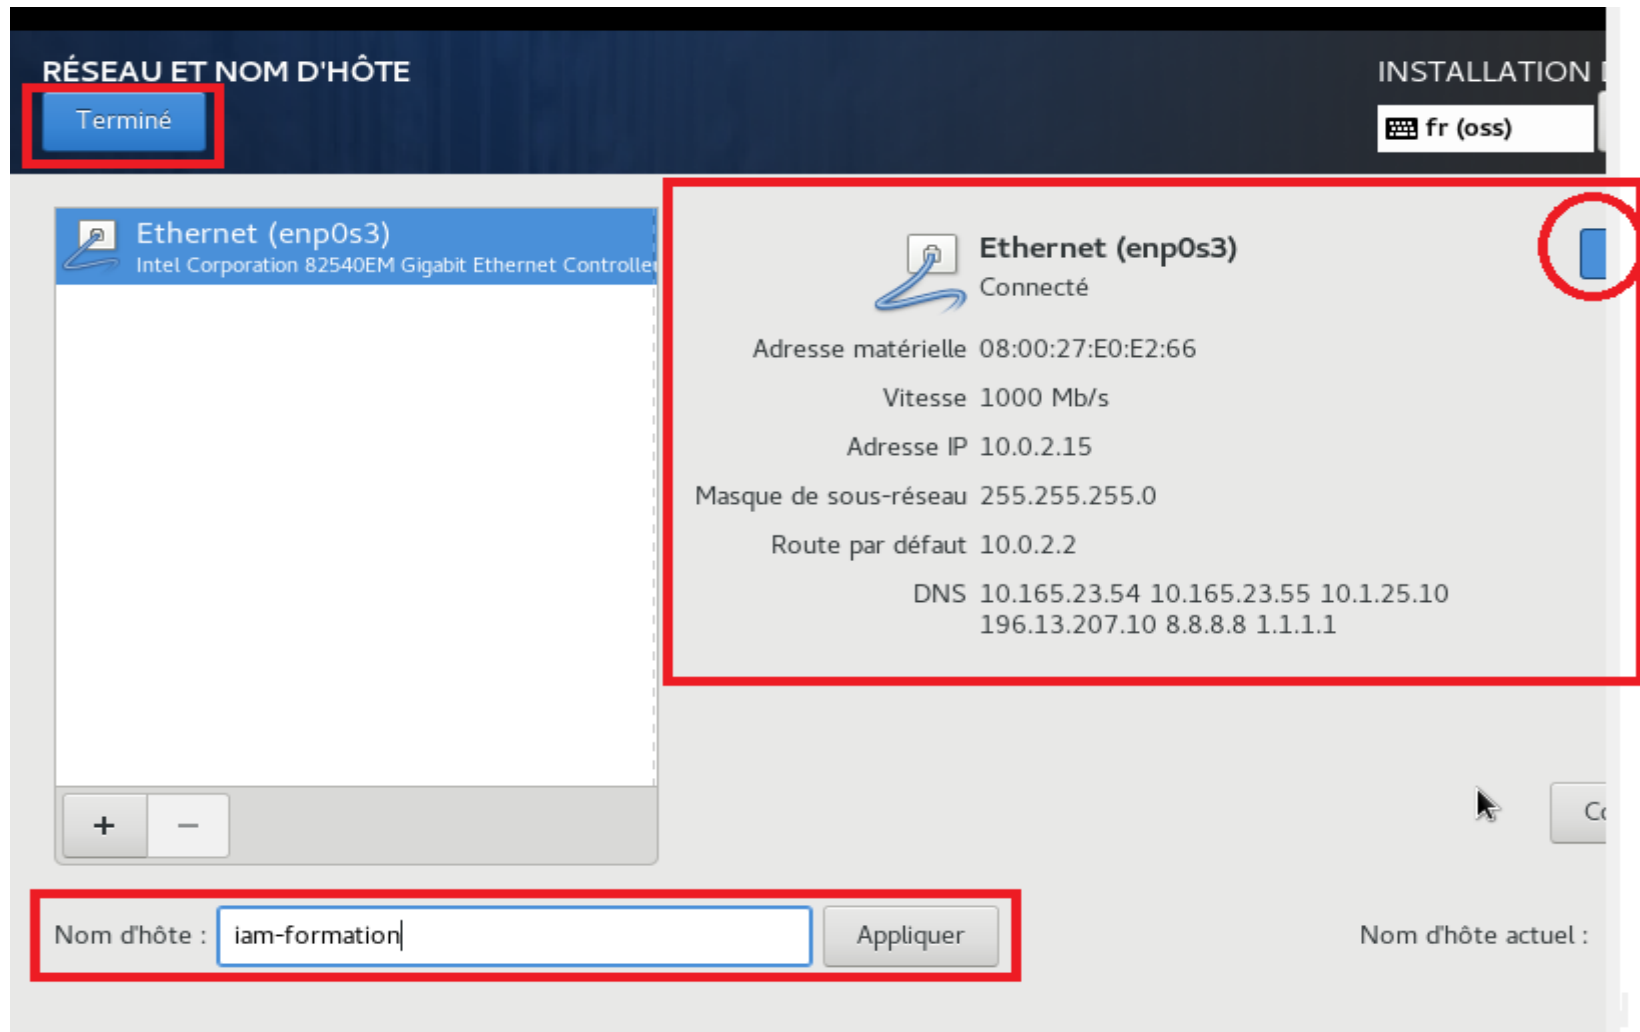 RÉSEAU ET NOM D'HÔTE
INSTALLATION
Terminé
fr (oss)
Ethernet (enp0s3)
Intel Corporation 82540EM Gigabit Ethernet Controller
Ethernet (enp0s3)
Connecté
Adresse matérielle 08:00:27:E0:E2:66
Vitesse 1000 Mb/s
Adresse IP 10.0.2.15
Masque de sous-réseau 255.255.255.0
Route par défaut 10.0.2.2
DNS 10.165.23.54 10.165.23.55 10.1.25.10
196.13.207.10 8.8.8.8 1.1.1.1
+ −
Nom d'hôte : iam-formation Appliquer
Nom d'hôte actuel :